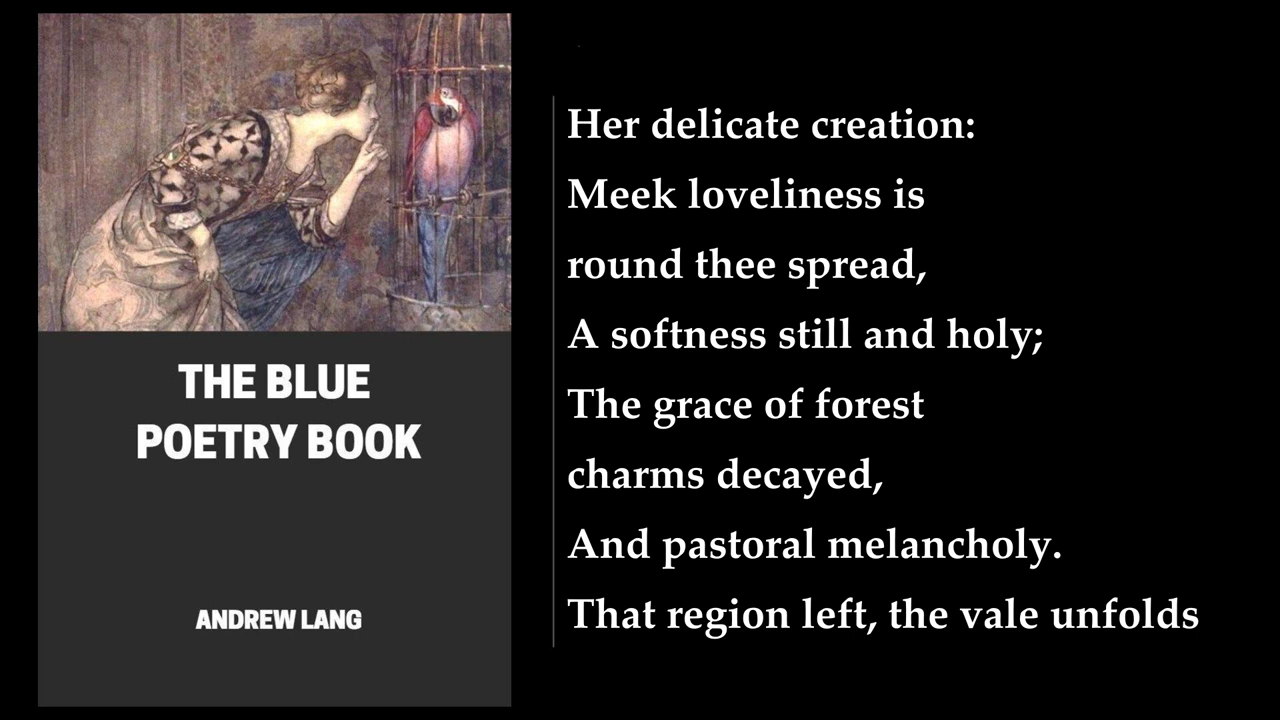 THE BLUE
POETRY BOOK
ANDREW LANG
Her delicate creation:
Meek loveliness is
round thee spread,
A softness still and holy;
The grace of forest
charms decayed,
And pastoral melancholy.
That region left, the vale unfolds